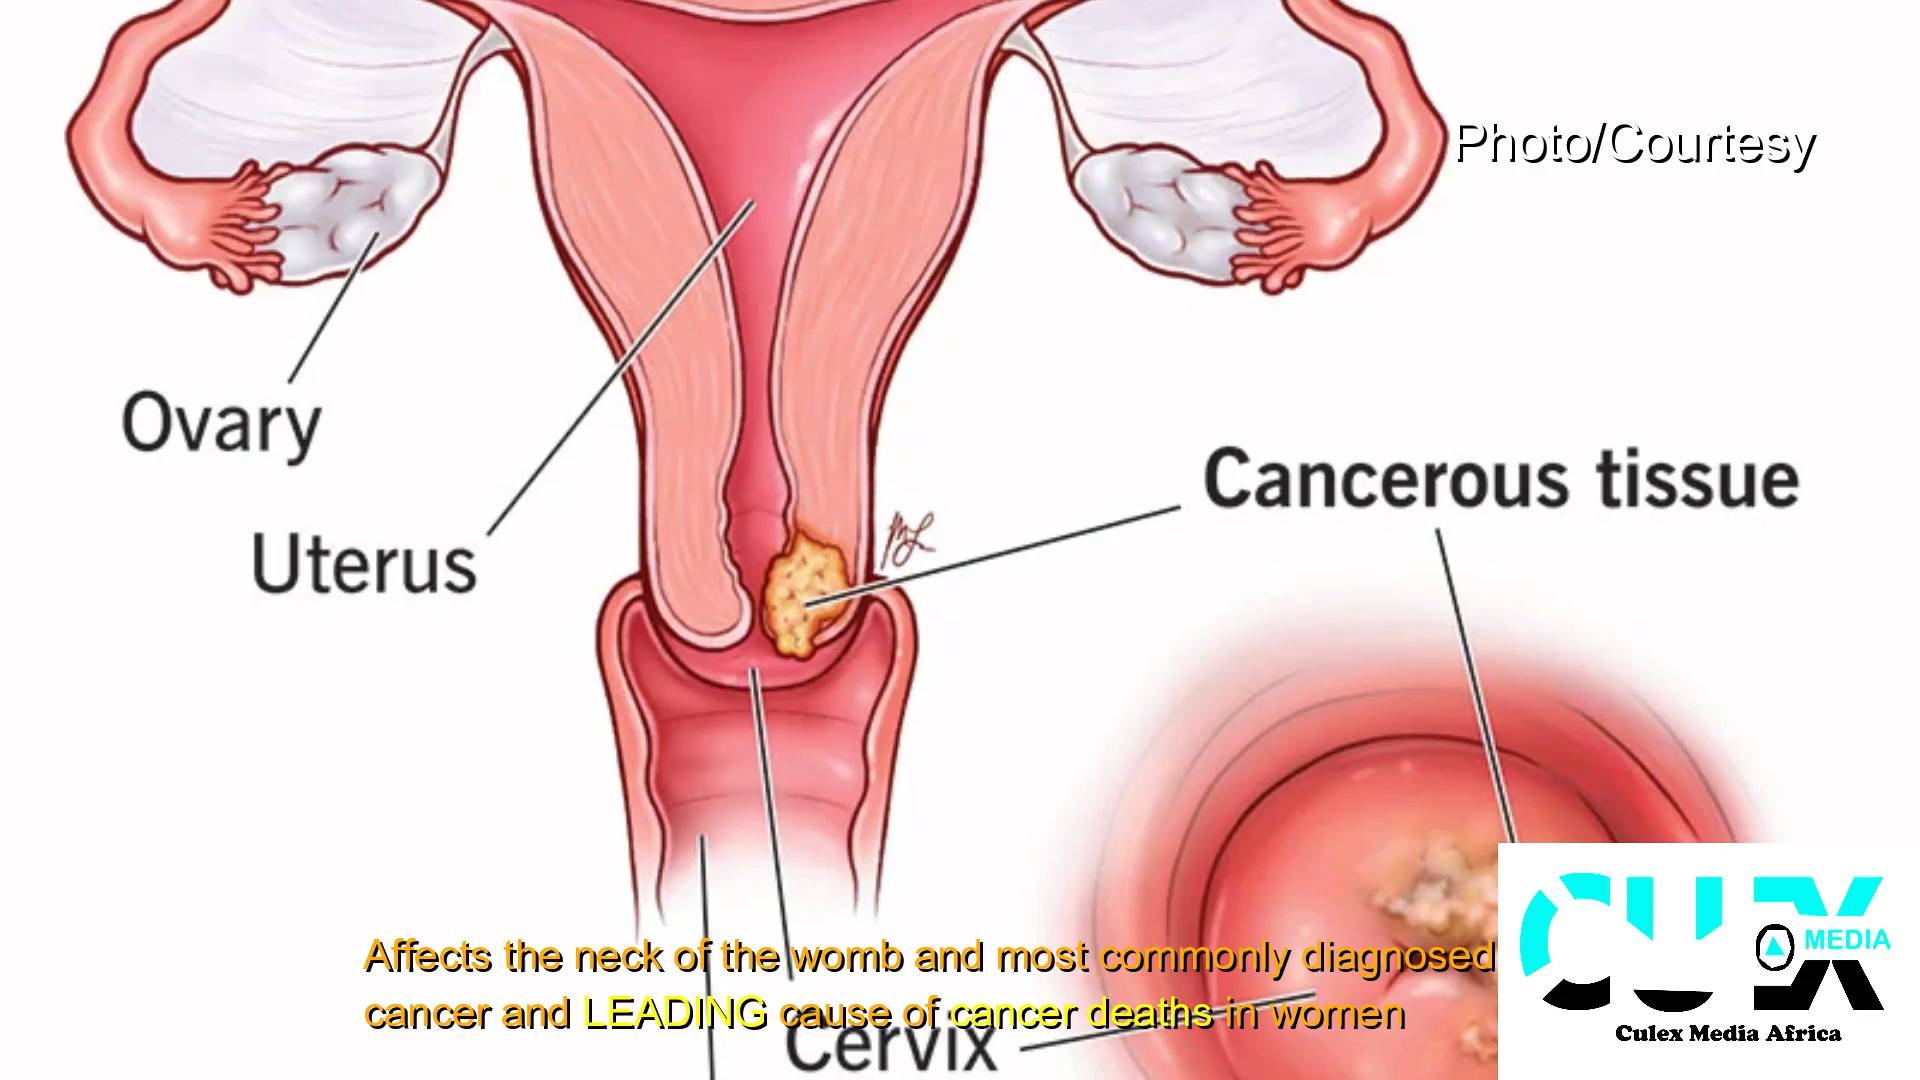 Photo/Courtesy
Ovary
Cancerous tissue
Uterus
Affects the neck of the womb and most commonly diagnosed
cancer and LEADING cause of cancer deaths in women
Cervix
CULEX
MEDIA
Culex Media Africa